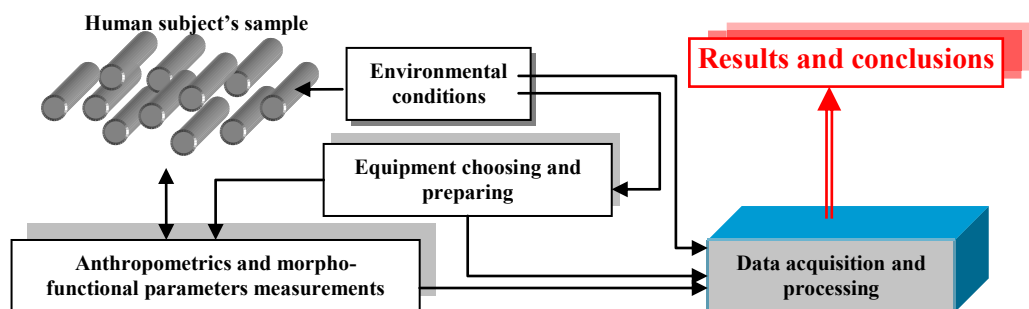 Human subject's sample
Environmental
conditions
Results and conclusions
Equipment choosing and
preparing
Anthropometrics and morpho-
functional parameters measurements
Data acquisition and
processing